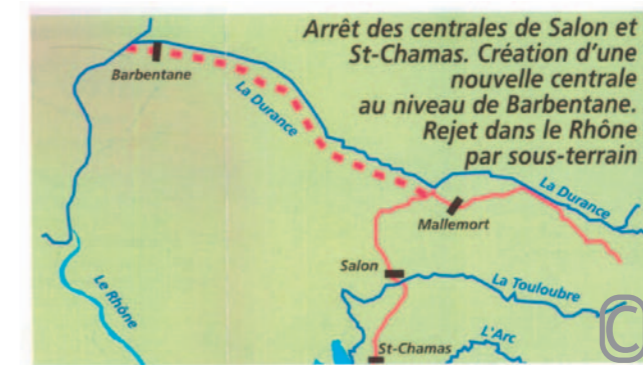 Arrêt des centrales de Salon et
St-Chamas. Création d'une
nouvelle centrale
au niveau de Barbentane.
Rejet dans le Rhône
par sous-terrain
Barbentane
La Durance
La Durance
Mallemort
Salon
La Touloubre
Le Rhône
L'Arc
St-Chamas
©